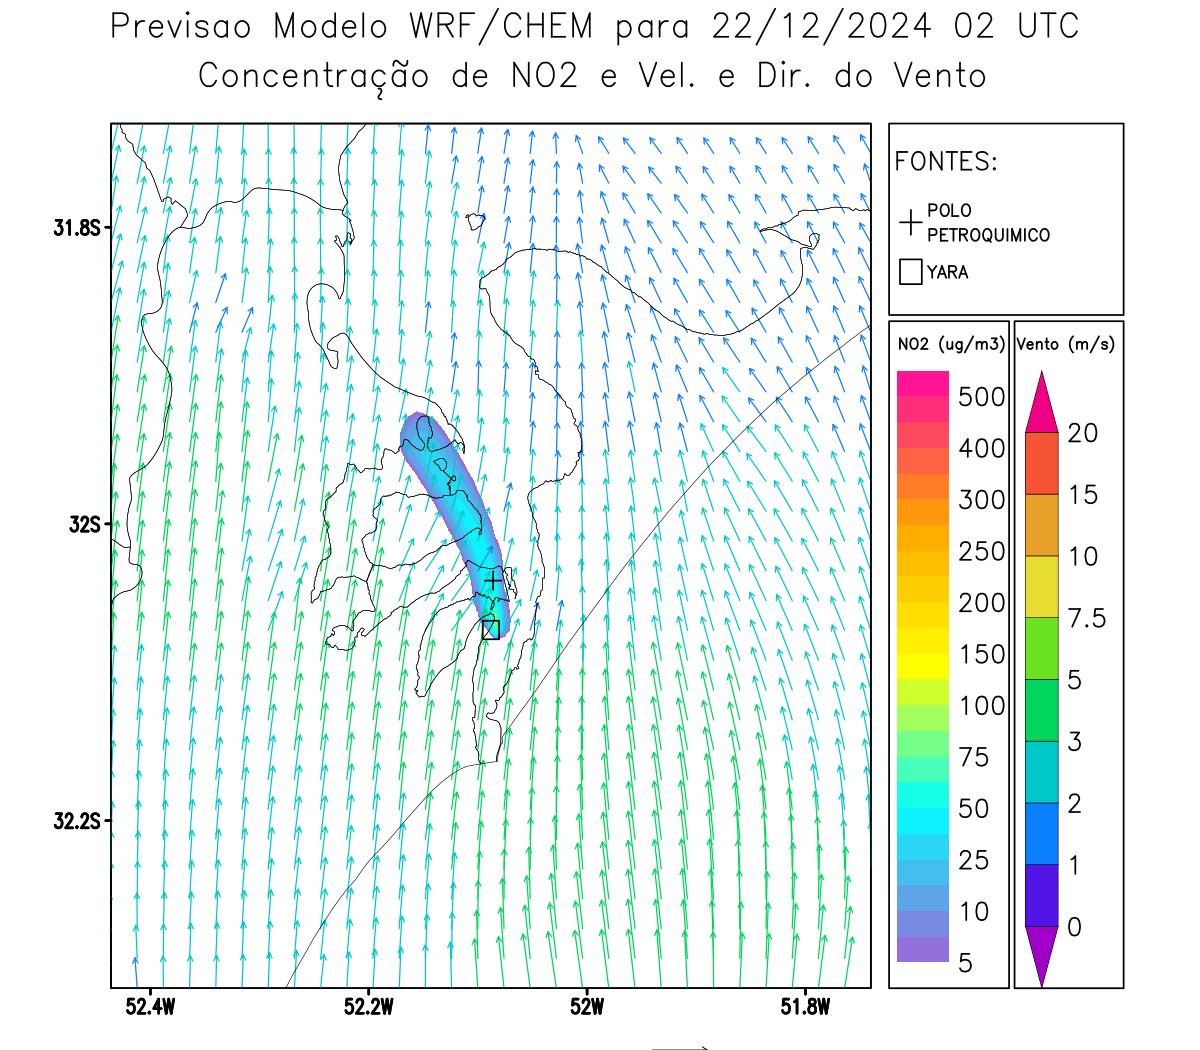 Previsao Modelo WRF/CHEM para 22/12/2024 02 UTC
Concentração de NO2 e Vel. e Dir. do Vento
FONTES:
POLO
PETROQUIMICO
YARA
NO2 (ug/m3)
500
400
300
250
200
150
100
75
50
25
10
5
Vento (m/s)
20
15
10
7.5
5
3
2
1
0
31.8S
32S
32.2S
52.4W
52.2W
52W
51.8W